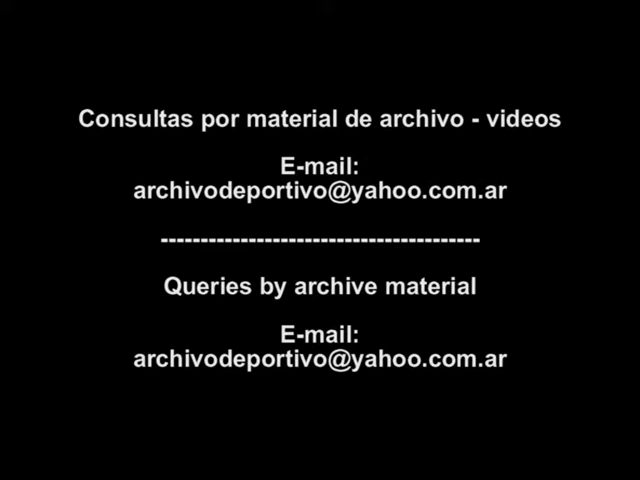 Consultas por material de archivo - videos
E-mail:
archivodeportivo@yahoo.com.ar
----------------------------------------
Queries by archive material
E-mail:
archivodeportivo@yahoo.com.ar